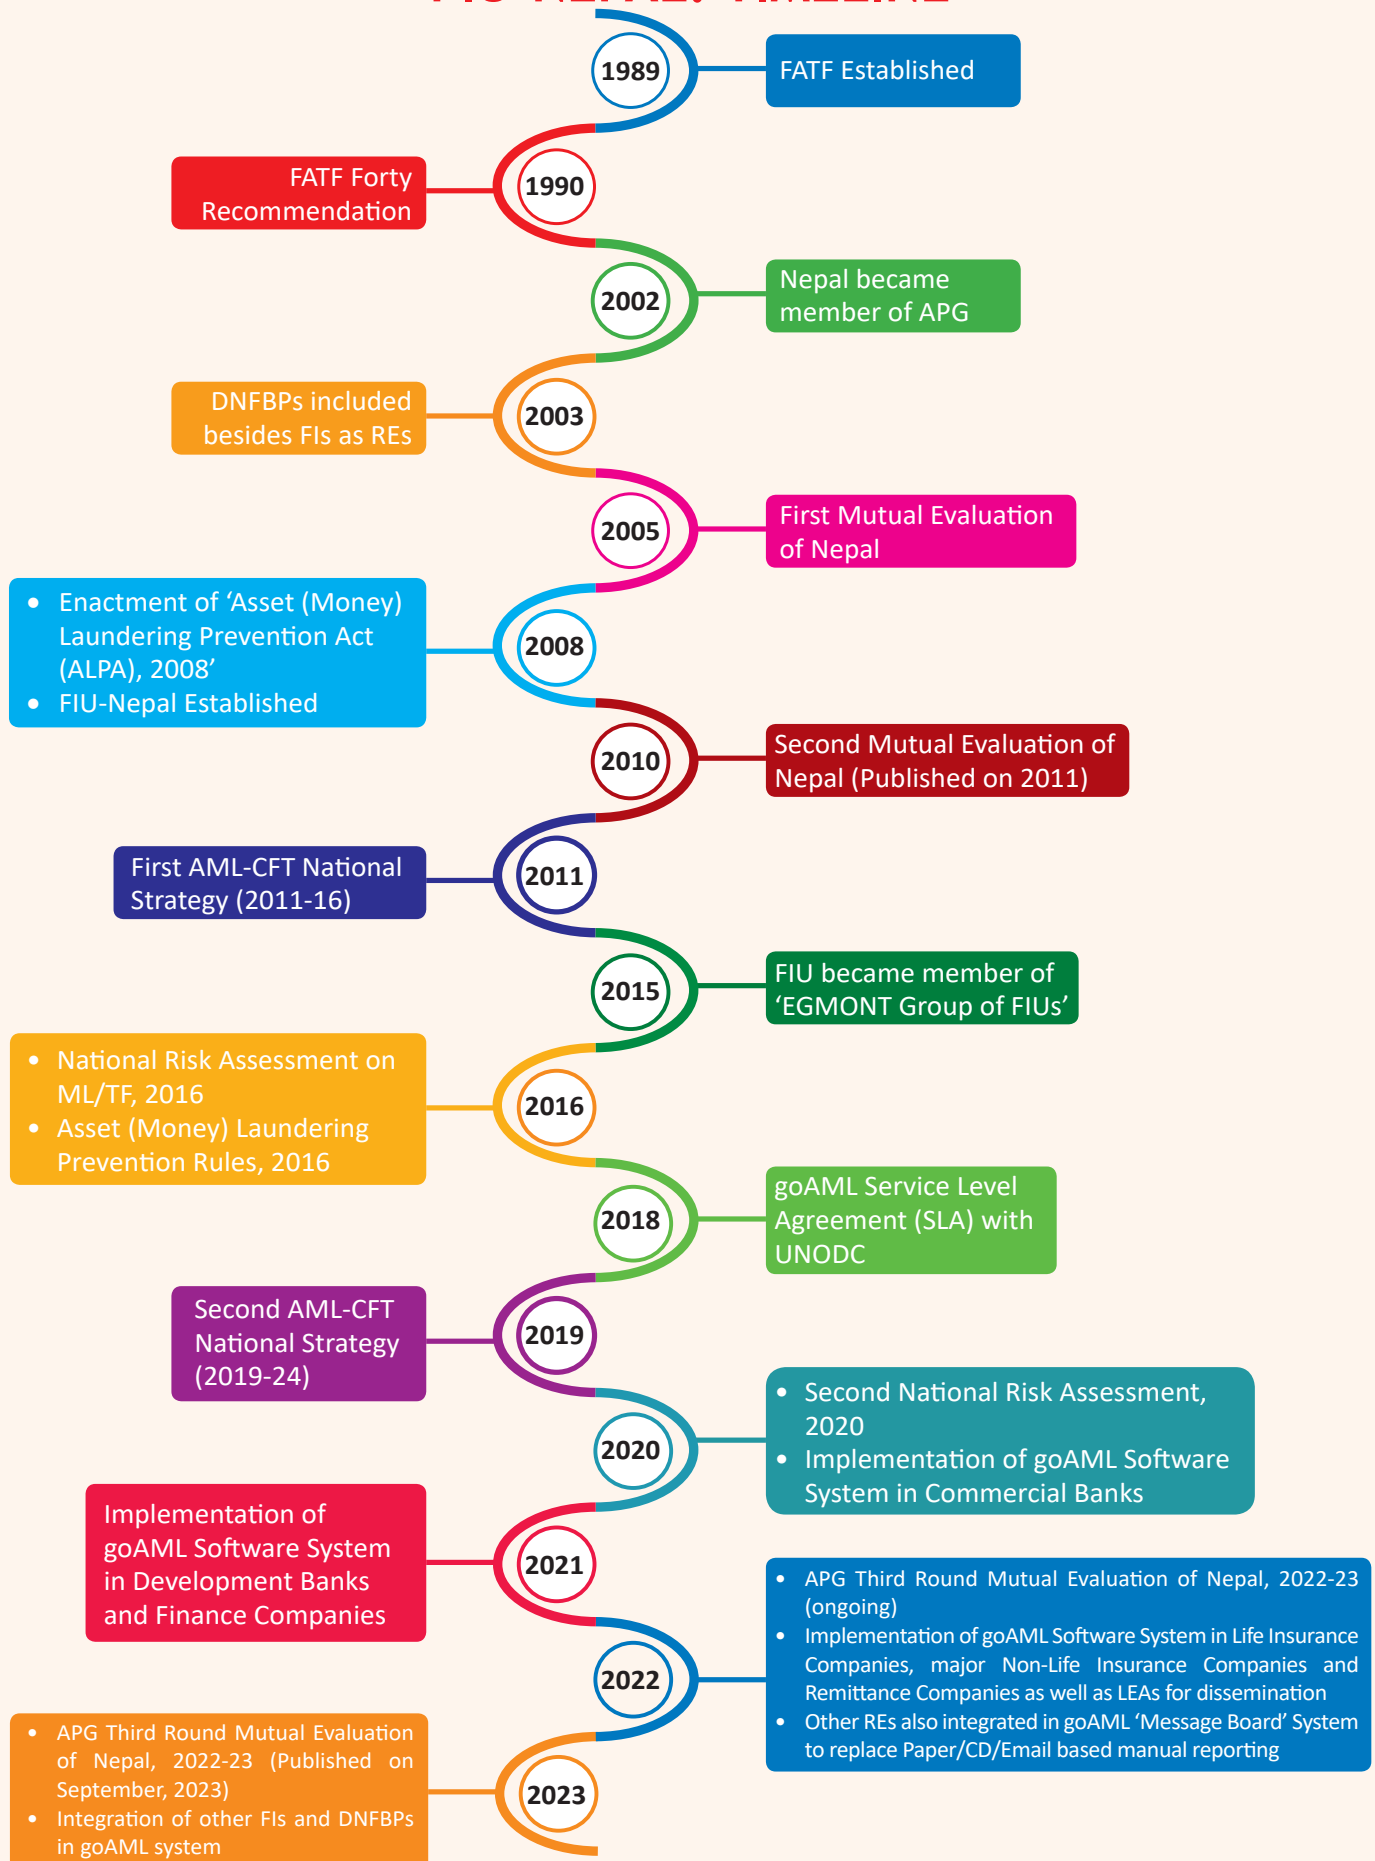 FIU-NEPAL: TIMELINE
1989
FATF Established
FATF Forty
Recommendation
1990
2002
Nepal became
member of APG
DNFBPs included
besides FIs as REs
2003
2005
First Mutual Evaluation
of Nepal
• Enactment of ‘Asset (Money)
Laundering Prevention Act
(ALPA), 2008’
• FIU-Nepal Established
2008
2010
Second Mutual Evaluation of
Nepal (Published on 2011)
First AML-CFT National
Strategy (2011-16)
2011
2015
FIU became member of
‘EGMONT Group of FIUs’
• National Risk Assessment on
ML/TF, 2016
• Asset (Money) Laundering
Prevention Rules, 2016
2016
2018
goAML Service Level
Agreement (SLA) with
UNODC
Second AML-CFT
National Strategy
(2019-24)
2019
2020
• Second National Risk Assessment,
2020
• Implementation of goAML Software
System in Commercial Banks
Implementation of
goAML Software System
in Development Banks
and Finance Companies
2021
2022
• APG Third Round Mutual Evaluation of Nepal, 2022-23
(ongoing)
• Implementation of goAML Software System in Life Insurance
Companies, major Non-Life Insurance Companies and
Remittance Companies as well as LEAs for dissemination
• Other REs also integrated in goAML ‘Message Board’ System
to replace Paper/CD/Email based manual reporting
• APG Third Round Mutual Evaluation
of Nepal, 2022-23 (Published on
September, 2023)
• Integration of other FIs and DNFBPs
in goAML system
2023